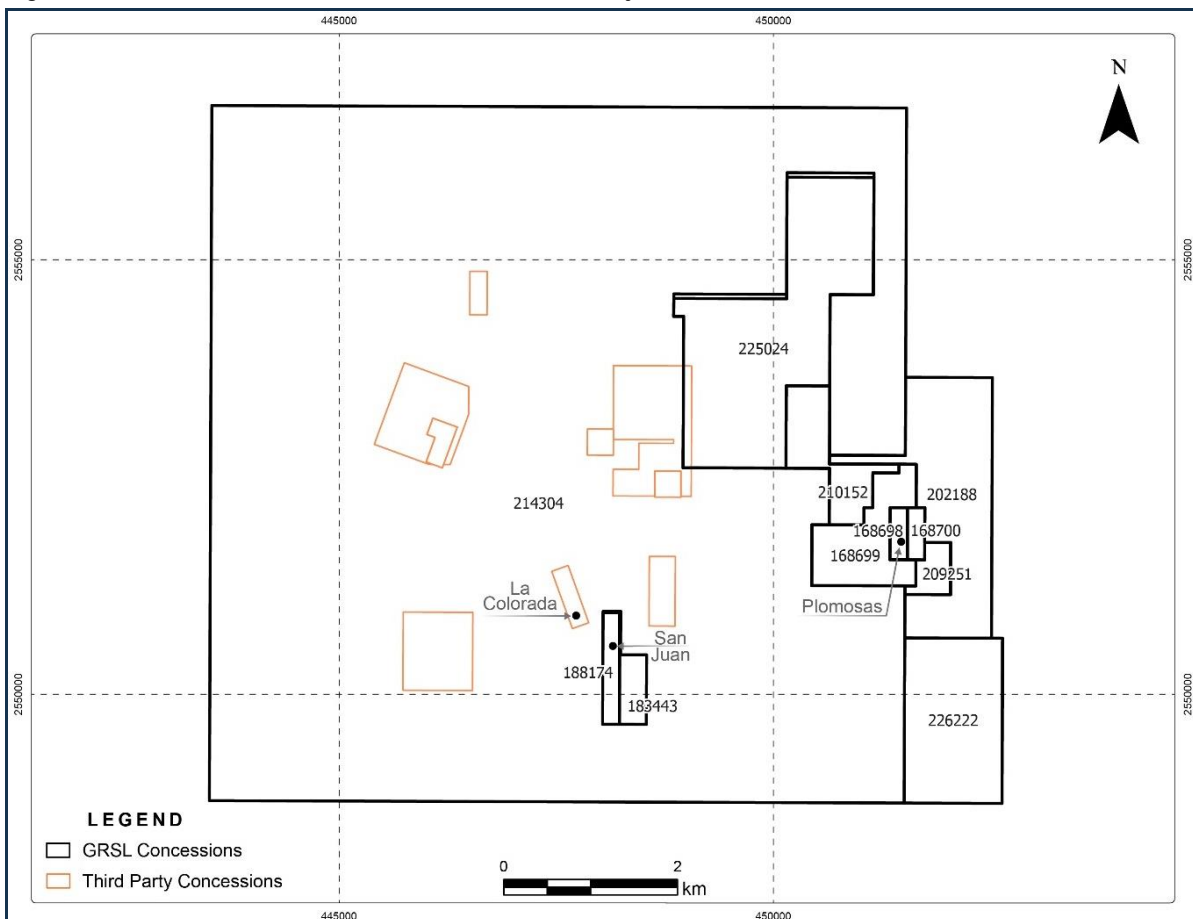 445000
450000
N
2555000
2555000
225024
214304
210152
202188
168698
168700
168699
209251
La
Colorada
Plomosas
San
Juan
188174
183443
2550000
2550000
226222
LEGEND
GRSL Concessions
Third Party Concessions
0
2
km
445000
450000